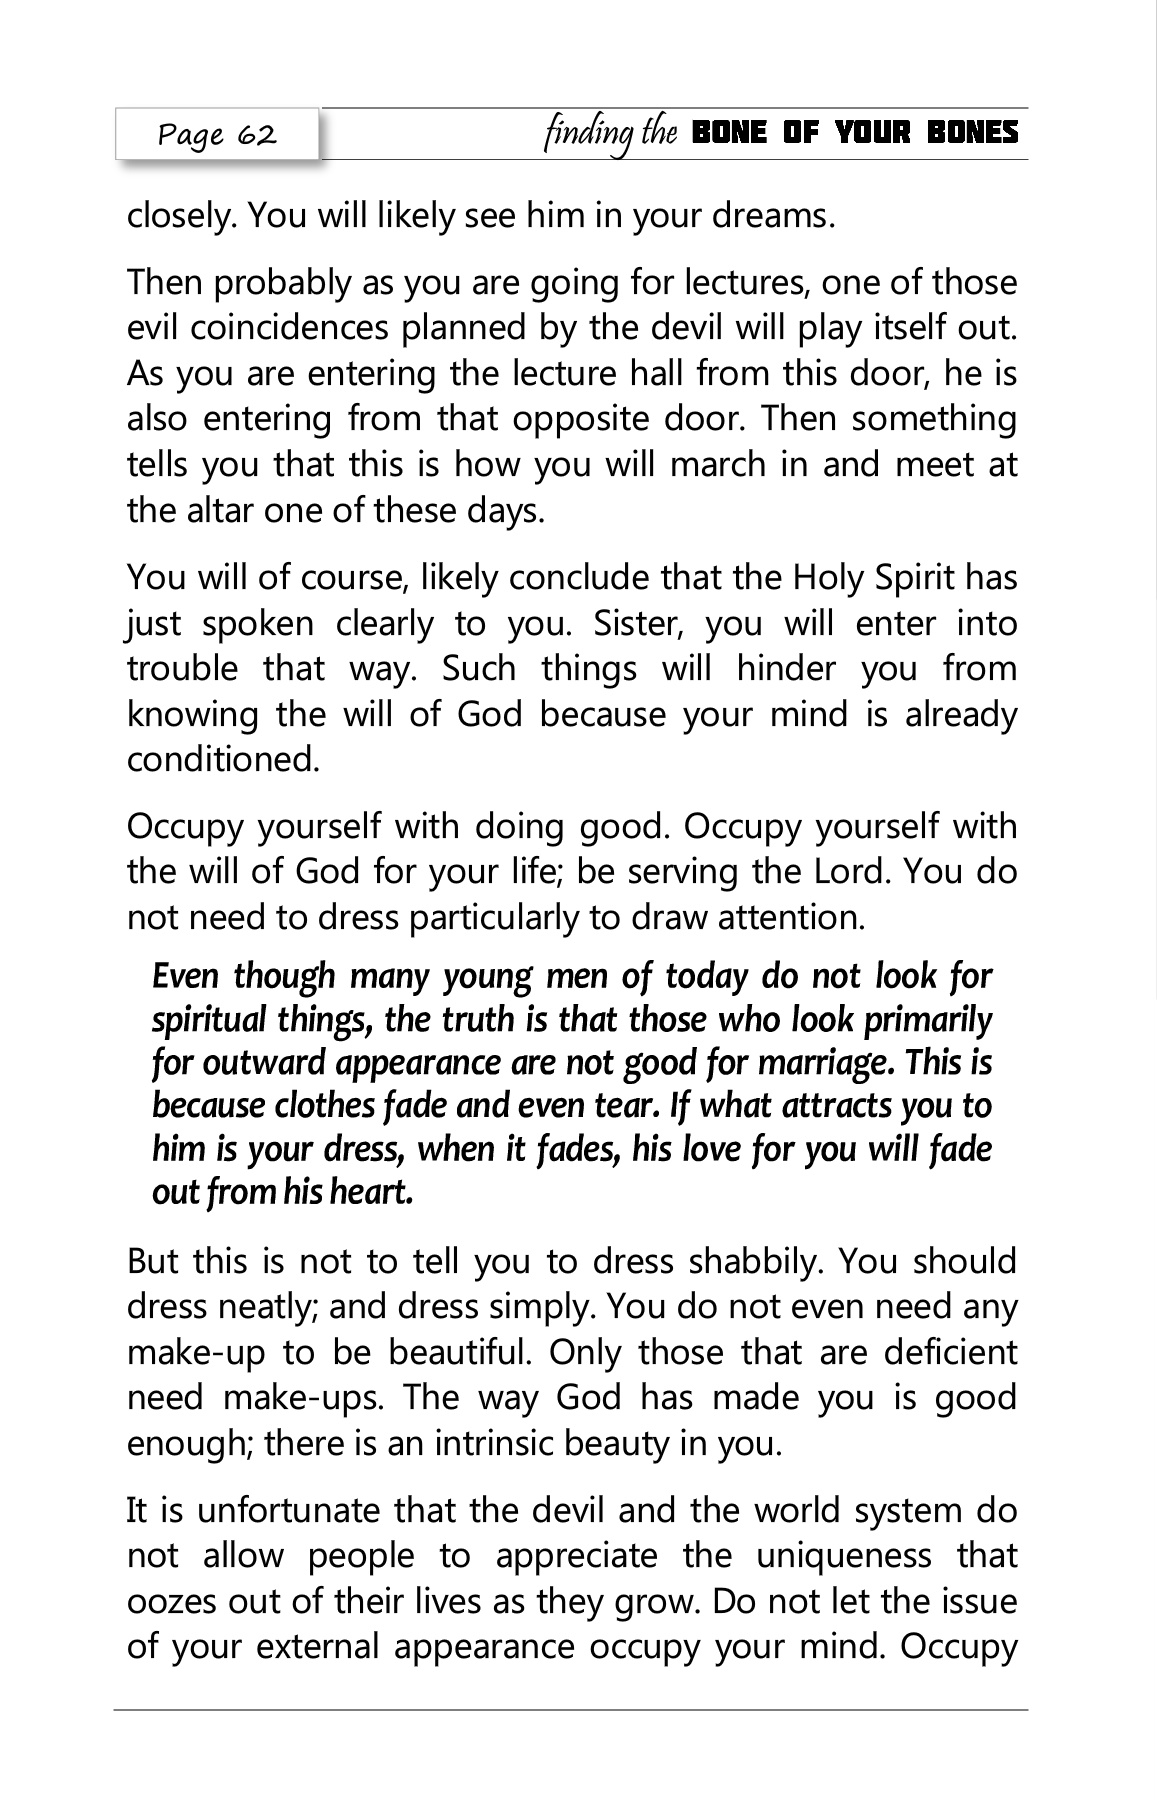 Page 62
finding the BONE OF YOUR BONES
closely. You will likely see him in your dreams.
Then probably as you are going for lectures, one of those
evil coincidences planned by the devil will play itself out.
As you are entering the lecture hall from this door, he is
also entering from that opposite door. Then something
tells you that this is how you will march in and meet at
the altar one of these days.
You will of course, likely conclude that the Holy Spirit has
just spoken clearly to you. Sister, you will enter into
trouble that way. Such things will hinder you from
knowing the will of God because your mind is already
conditioned.
Occupy yourself with doing good. Occupy yourself with
the will of God for your life; be serving the Lord. You do
not need to dress particularly to draw attention.
Even though many young men of today do not look for
spiritual things, the truth is that those who look primarily
for outward appearance are not good for marriage. This is
because clothes fade and even tear. If what attracts you to
him is your dress, when it fades, his love for you will fade
out from his heart.
But this is not to tell you to dress shabbily. You should
dress neatly; and dress simply. You do not even need any
make-up to be beautiful. Only those that are deficient
need make-ups. The way God has made you is good
enough; there is an intrinsic beauty in you.
It is unfortunate that the devil and the world system do
not allow people to appreciate the uniqueness that
oozes out of their lives as they grow. Do not let the issue
of your external appearance occupy your mind. Occupy